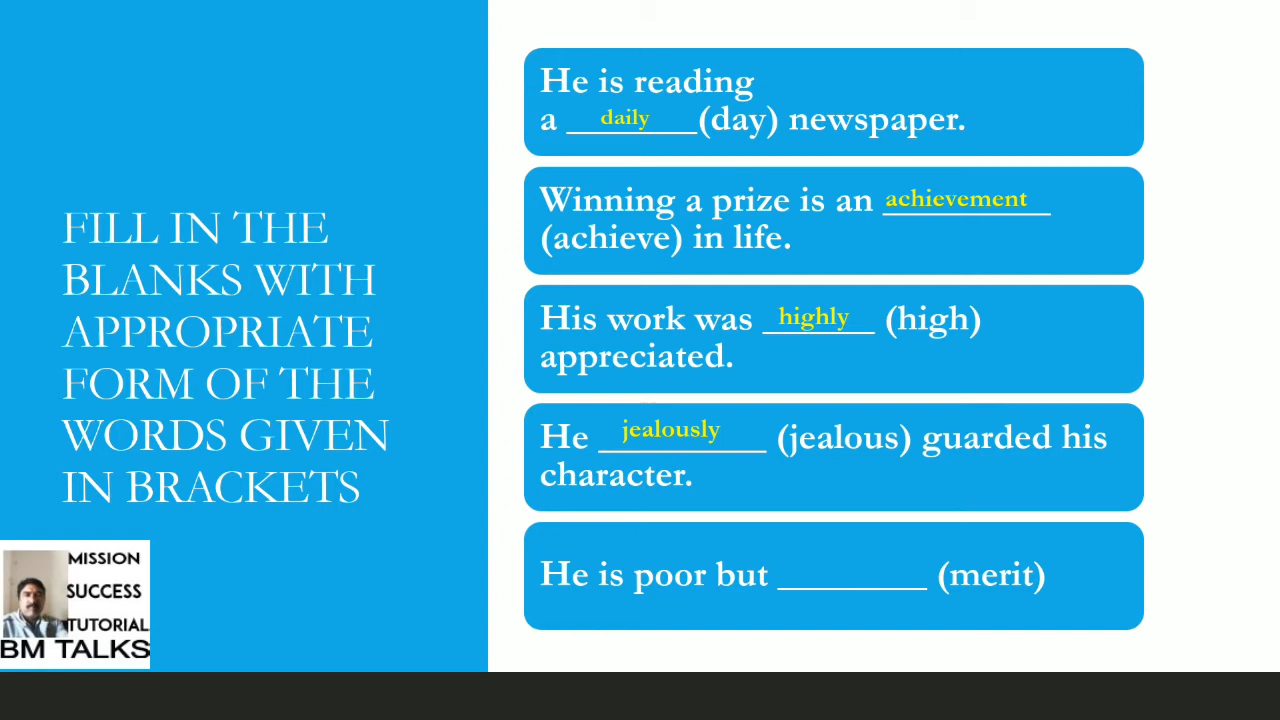 FILL IN THE
BLANKS WITH
APPROPRIATE
FORM OF THE
WORDS GIVEN
IN BRACKETS
He is reading
a ________daily________(day) newspaper.
Winning a prize is an achievement
(achieve) in life.
His work was highly (high)
appreciated.
He jealously (jealous) guarded his
character.
He is poor but _________ (merit)
MISSION
SUCCESS
TUTORIAL
BM TALKS